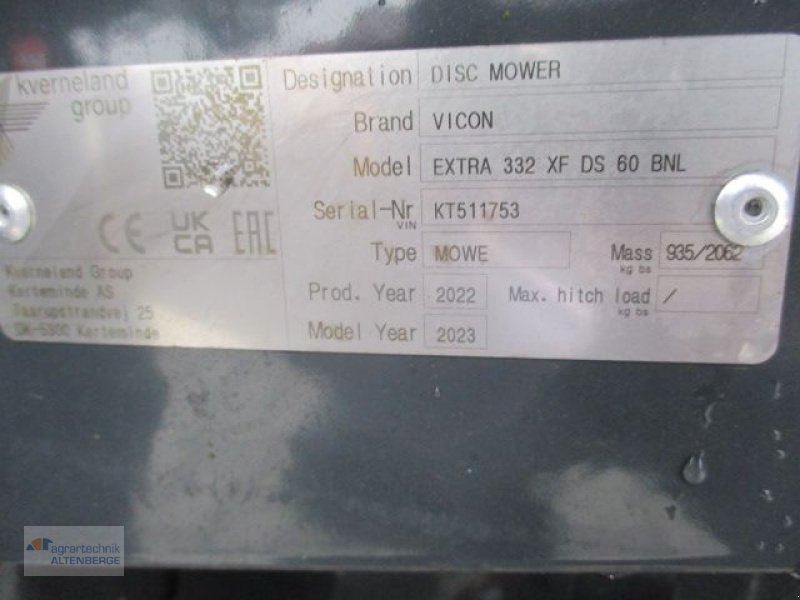 kverneland
group
CE UK
CA EAC
Kverneland Group
Kerteminde AS
Taarupstrandvej 25
DK-5300 Kerteminde
Designation DISC MOWER
Brand VICON
Model EXTRA 332 XF DS 60 BNL
Serial-Nr KT511753
VIN
Type MOWE Mass 935/2062
kg lbs
Prod. Year 2022 Max. hitch load /
kg lbs
Model Year 2023
agrartechnik
ALTENBERGE